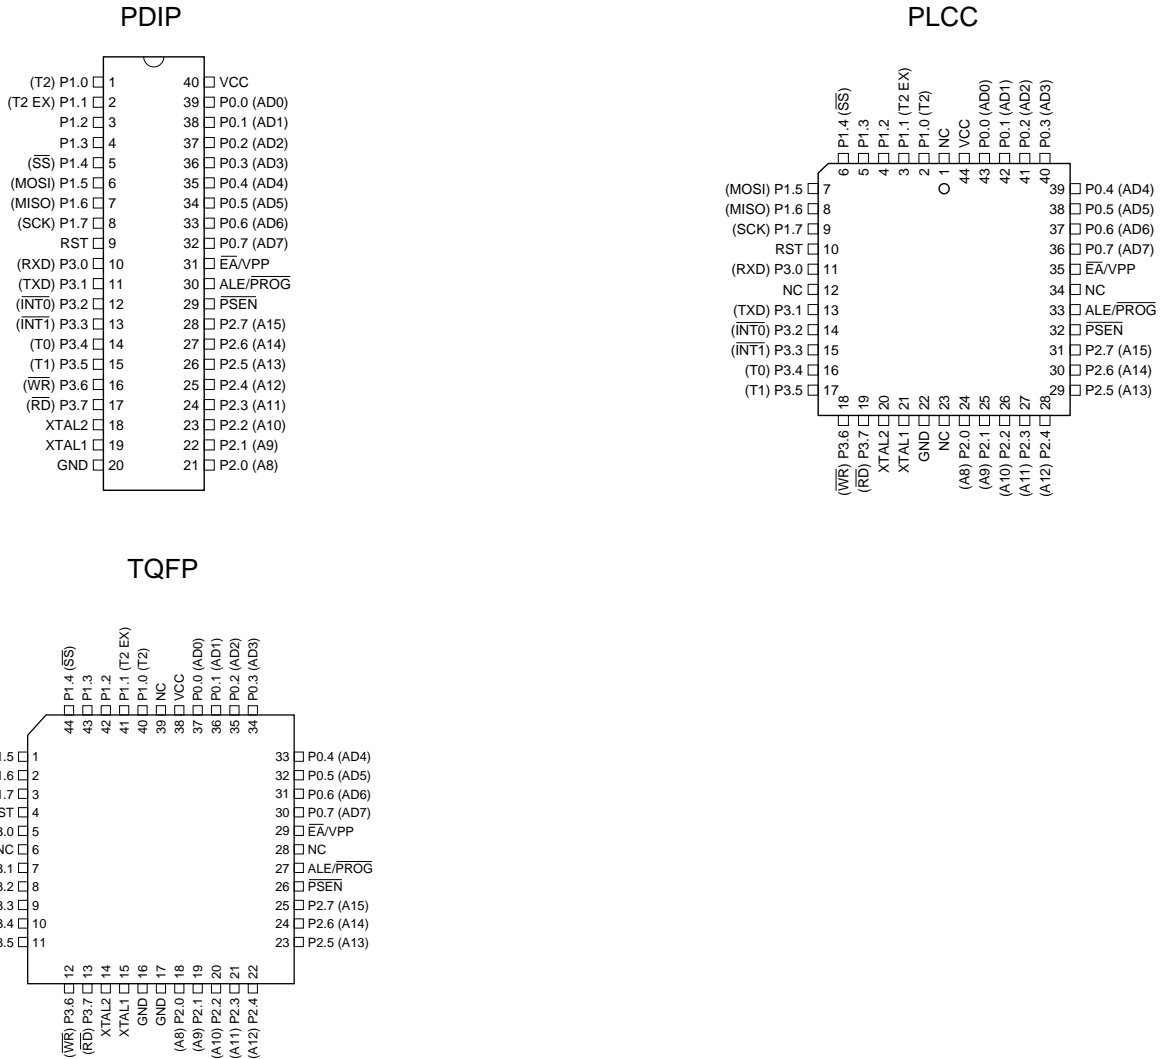 PDIP
(T2) P1.0 1 40 VCC
(T2 EX) P1.1 2 39 P0.0 (AD0)
P1.2 3 38 P0.1 (AD1)
P1.3 4 37 P0.2 (AD2)
(SS) P1.4 5 36 P0.3 (AD3)
(MOSI) P1.5 6 35 P0.4 (AD4)
(MISO) P1.6 7 34 P0.5 (AD5)
(SCK) P1.7 8 33 P0.6 (AD6)
RST 9 32 P0.7 (AD7)
(RXD) P3.0 10 31 EA/VPP
(TXD) P3.1 11 30 ALE/PROG
(INT0) P3.2 12 29 PSEN
(INT1) P3.3 13 28 P2.7 (A15)
(T0) P3.4 14 27 P2.6 (A14)
(T1) P3.5 15 26 P2.5 (A13)
(WR) P3.6 16 25 P2.4 (A12)
(RD) P3.7 17 24 P2.3 (A11)
XTAL2 18 23 P2.2 (A10)
XTAL1 19 22 P2.1 (A9)
GND 20 21 P2.0 (A8)
PLCC
6 P1.4 (SS)
5 P1.3
4 P1.2
3 P1.1 (T2 EX)
2 P1.0 (T2)
1 NC
44 VCC
43 P0.0 (AD0)
42 P0.1 (AD1)
41 P0.2 (AD2)
40 P0.3 (AD3)
(MOSI) P1.5 7 39 P0.4 (AD4)
(MISO) P1.6 8 38 P0.5 (AD5)
(SCK) P1.7 9 37 P0.6 (AD6)
RST 10 36 P0.7 (AD7)
(RXD) P3.0 11 35 EA/VPP
NC 12 34 NC
(TXD) P3.1 13 33 ALE/PROG
(INT0) P3.2 14 32 PSEN
(INT1) P3.3 15 31 P2.7 (A15)
(T0) P3.4 16 30 P2.6 (A14)
(T1) P3.5 17 29 P2.5 (A13)
(WR) P3.6 18
(RD) P3.7 19
XTAL2 20
XTAL1 21
GND 22
NC 23
(A8) P2.0 24
(A9) P2.1 25
(A10) P2.2 26
(A11) P2.3 27
(A12) P2.4 28
TQFP
44 P1.4 (SS)
43 P1.3
42 P1.2
41 P1.1 (T2 EX)
40 P1.0 (T2)
39 NC
38 VCC
37 P0.0 (AD0)
36 P0.1 (AD1)
35 P0.2 (AD2)
34 P0.3 (AD3)
.5 1 33 P0.4 (AD4)
.6 2 32 P0.5 (AD5)
.7 3 31 P0.6 (AD6)
ST 4 30 P0.7 (AD7)
3.0 5 29 EA/VPP
NC 6 28 NC
3.1 7 27 ALE/PROG
3.2 8 26 PSEN
3.3 9 25 P2.7 (A15)
3.4 10 24 P2.6 (A14)
3.5 11 23 P2.5 (A13)
(WR) P3.6 12
(RD) P3.7 13
XTAL2 14
XTAL1 15
GND 16
GND 17
(A8) P2.0 18
(A9) P2.1 19
(A10) P2.2 20
(A11) P2.3 21
(A12) P2.4 22